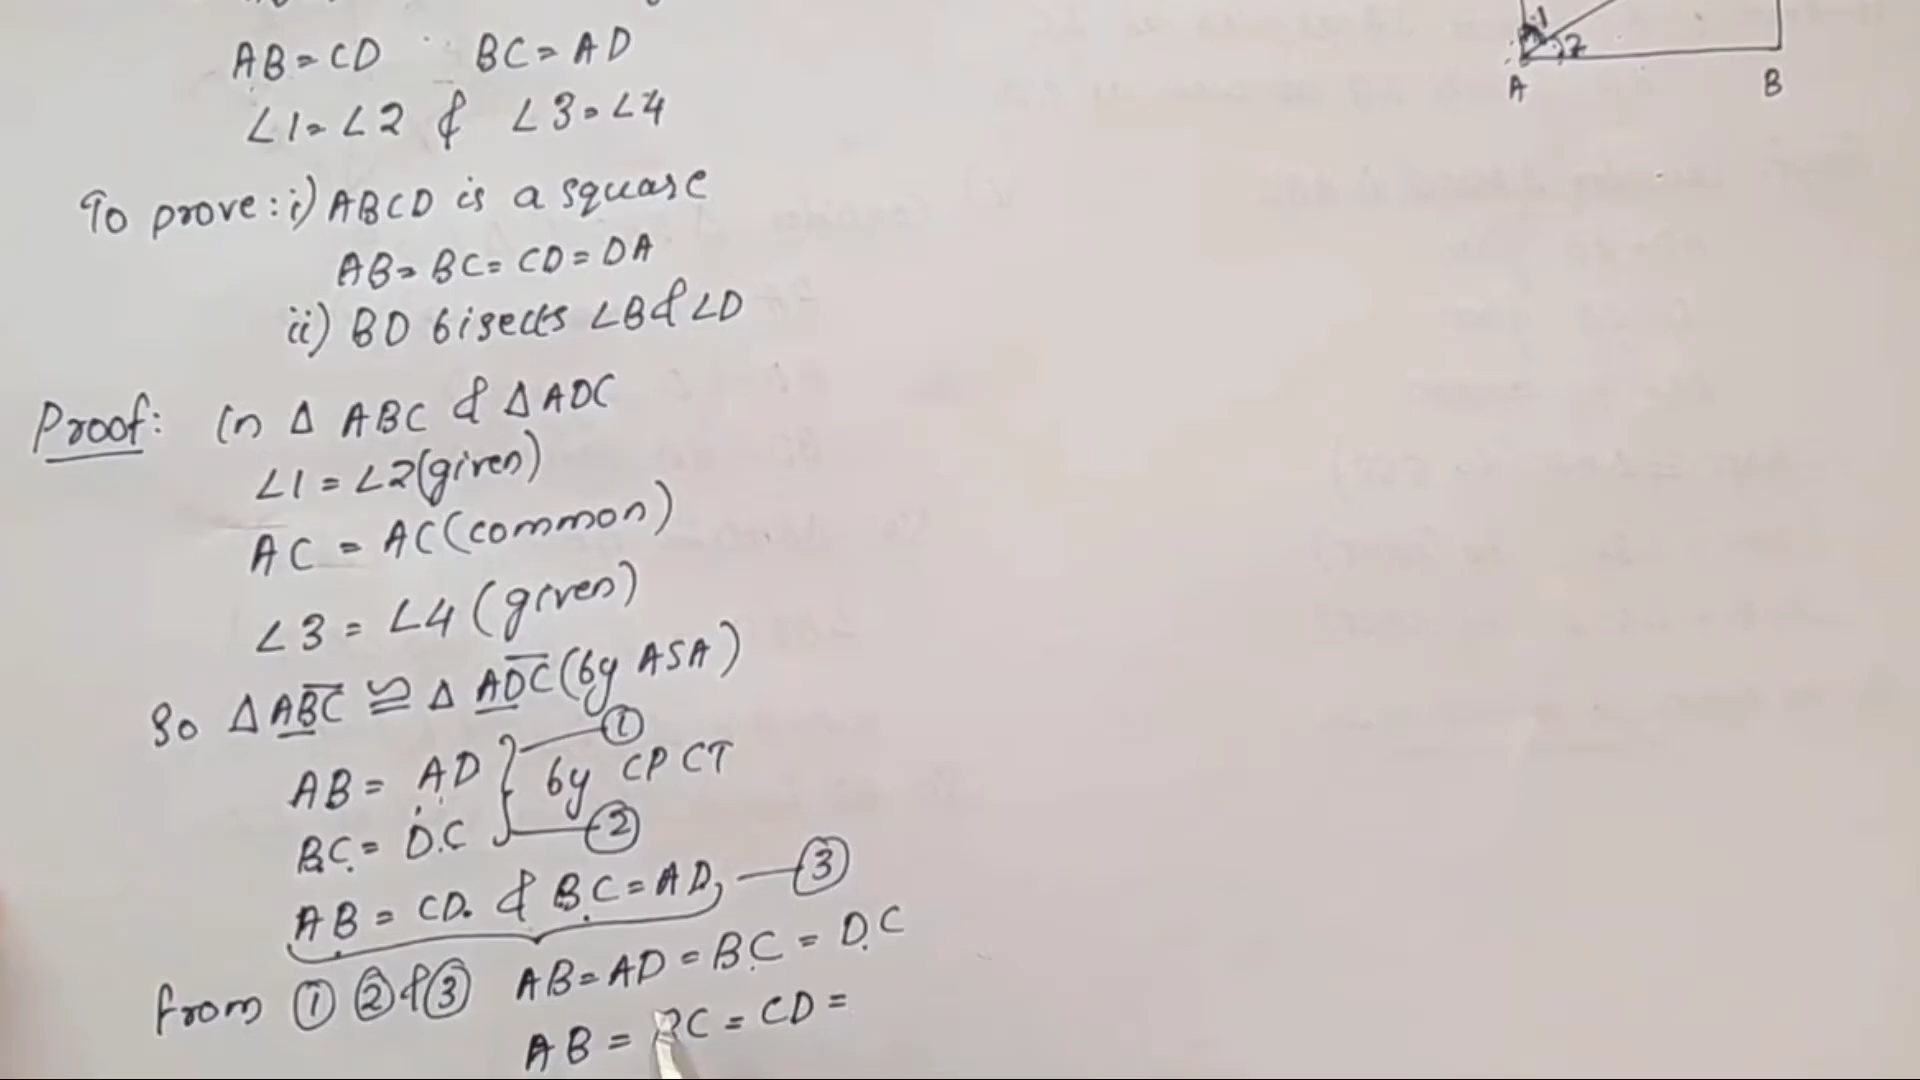 AB = CD BC = AD
∠1 = ∠2 & ∠3 = ∠4
To prove: i) ABCD is a square
AB = BC = CD = DA
ii) BD bisects ∠B & ∠D
Proof: In Δ ABC & Δ ADC
∠1 = ∠2 (given)
AC = AC (common)
∠3 = ∠4 (given)
So Δ ABC ≅ Δ ADC (by ASA)
AB = AD } ①
BC = DC } by CPCT ②
AB = CD. & BC = AD, — ③
from ① ② & ③ AB = AD = BC = DC
AB = BC = CD =
1
2
A B